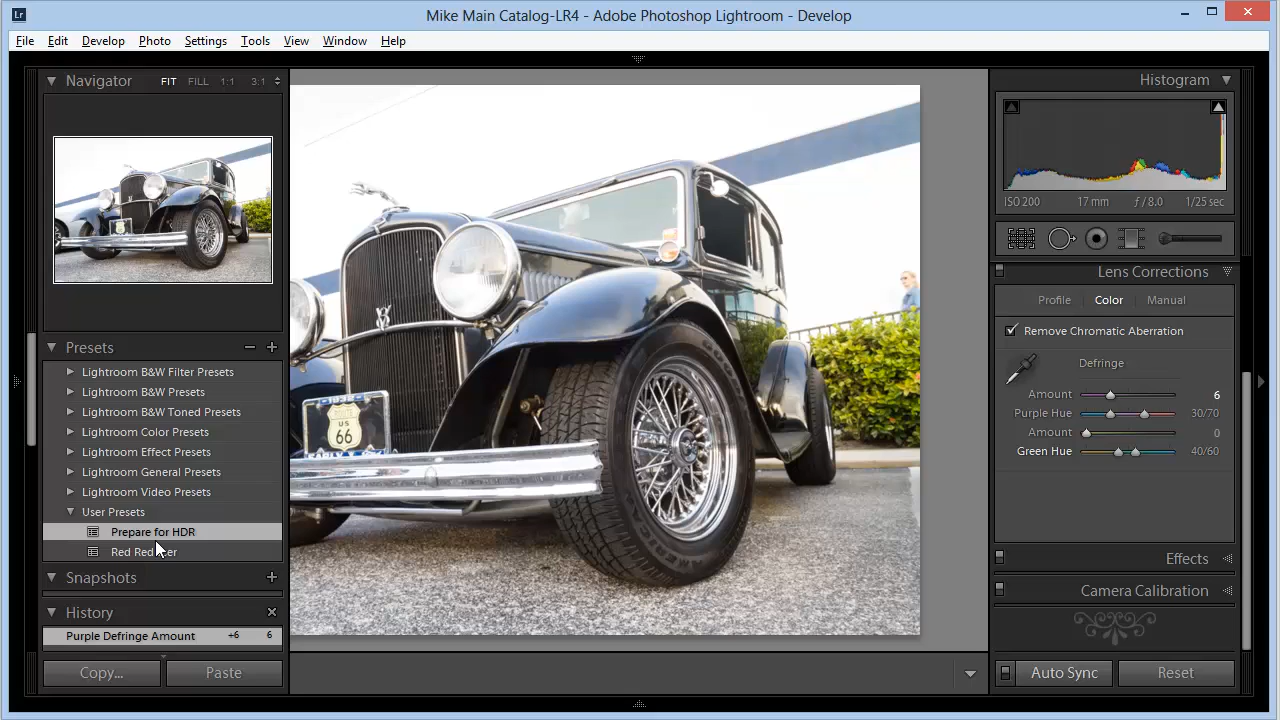 Lr
Mike Main Catalog-LR4 - Adobe Photoshop Lightroom - Develop
File Edit Develop Photo Settings Tools View Window Help
Navigator FIT FILL 1:1 3:1
Presets
Lightroom B&W Filter Presets
Lightroom B&W Presets
Lightroom B&W Toned Presets
Lightroom Color Presets
Lightroom Effect Presets
Lightroom General Presets
Lightroom Video Presets
User Presets
Prepare for HDR
Snapshots
History
Purple Defringe Amount +6 6
Copy... Paste
V8
ROUTE
US
66
Histogram
ISO 200 17 mm ƒ / 8.0 1/25 sec
Lens Corrections
Profile Color Manual
Remove Chromatic Aberration
Defringe
Amount 6
Purple Hue 30/70
Amount 0
Green Hue 40/60
Effects
Camera Calibration
Auto Sync Reset